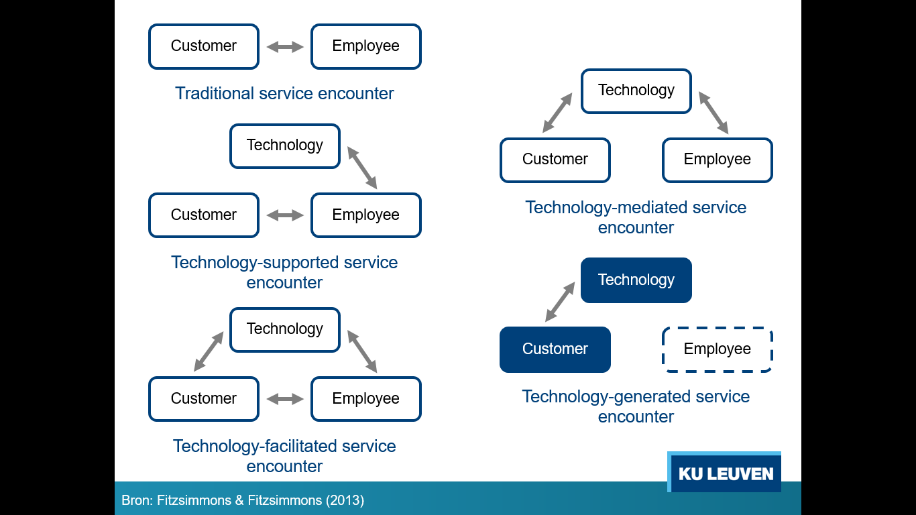 Customer
Employee
Traditional service encounter
Technology
Customer
Employee
Technology-supported service
encounter
Technology
Customer
Employee
Technology-facilitated service
encounter
Technology
Customer
Employee
Technology-mediated service
encounter
Technology
Customer
Employee
Technology-generated service
encounter
KU LEUVEN
Bron: Fitzsimmons & Fitzsimmons (2013)